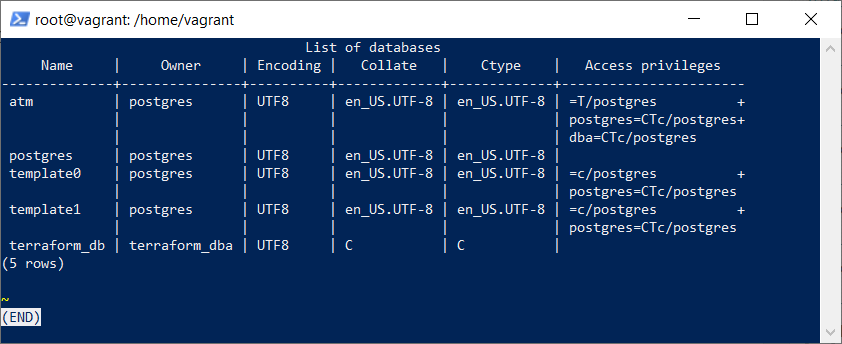 root@vagrant: /home/vagrant
List of databases
Name | Owner | Encoding | Collate | Ctype | Access privileges
--------------+---------------+----------+-------------+-------------+-----------------------
atm | postgres | UTF8 | en_US.UTF-8 | en_US.UTF-8 | =T/postgres +
| | | | | postgres=CTc/postgres+
| | | | | dba=CTc/postgres
postgres | postgres | UTF8 | en_US.UTF-8 | en_US.UTF-8 |
template0 | postgres | UTF8 | en_US.UTF-8 | en_US.UTF-8 | =c/postgres +
| | | | | postgres=CTc/postgres
template1 | postgres | UTF8 | en_US.UTF-8 | en_US.UTF-8 | =c/postgres +
| | | | | postgres=CTc/postgres
terraform_db | terraform_dba | UTF8 | C | C |
(5 rows)
~
(END)